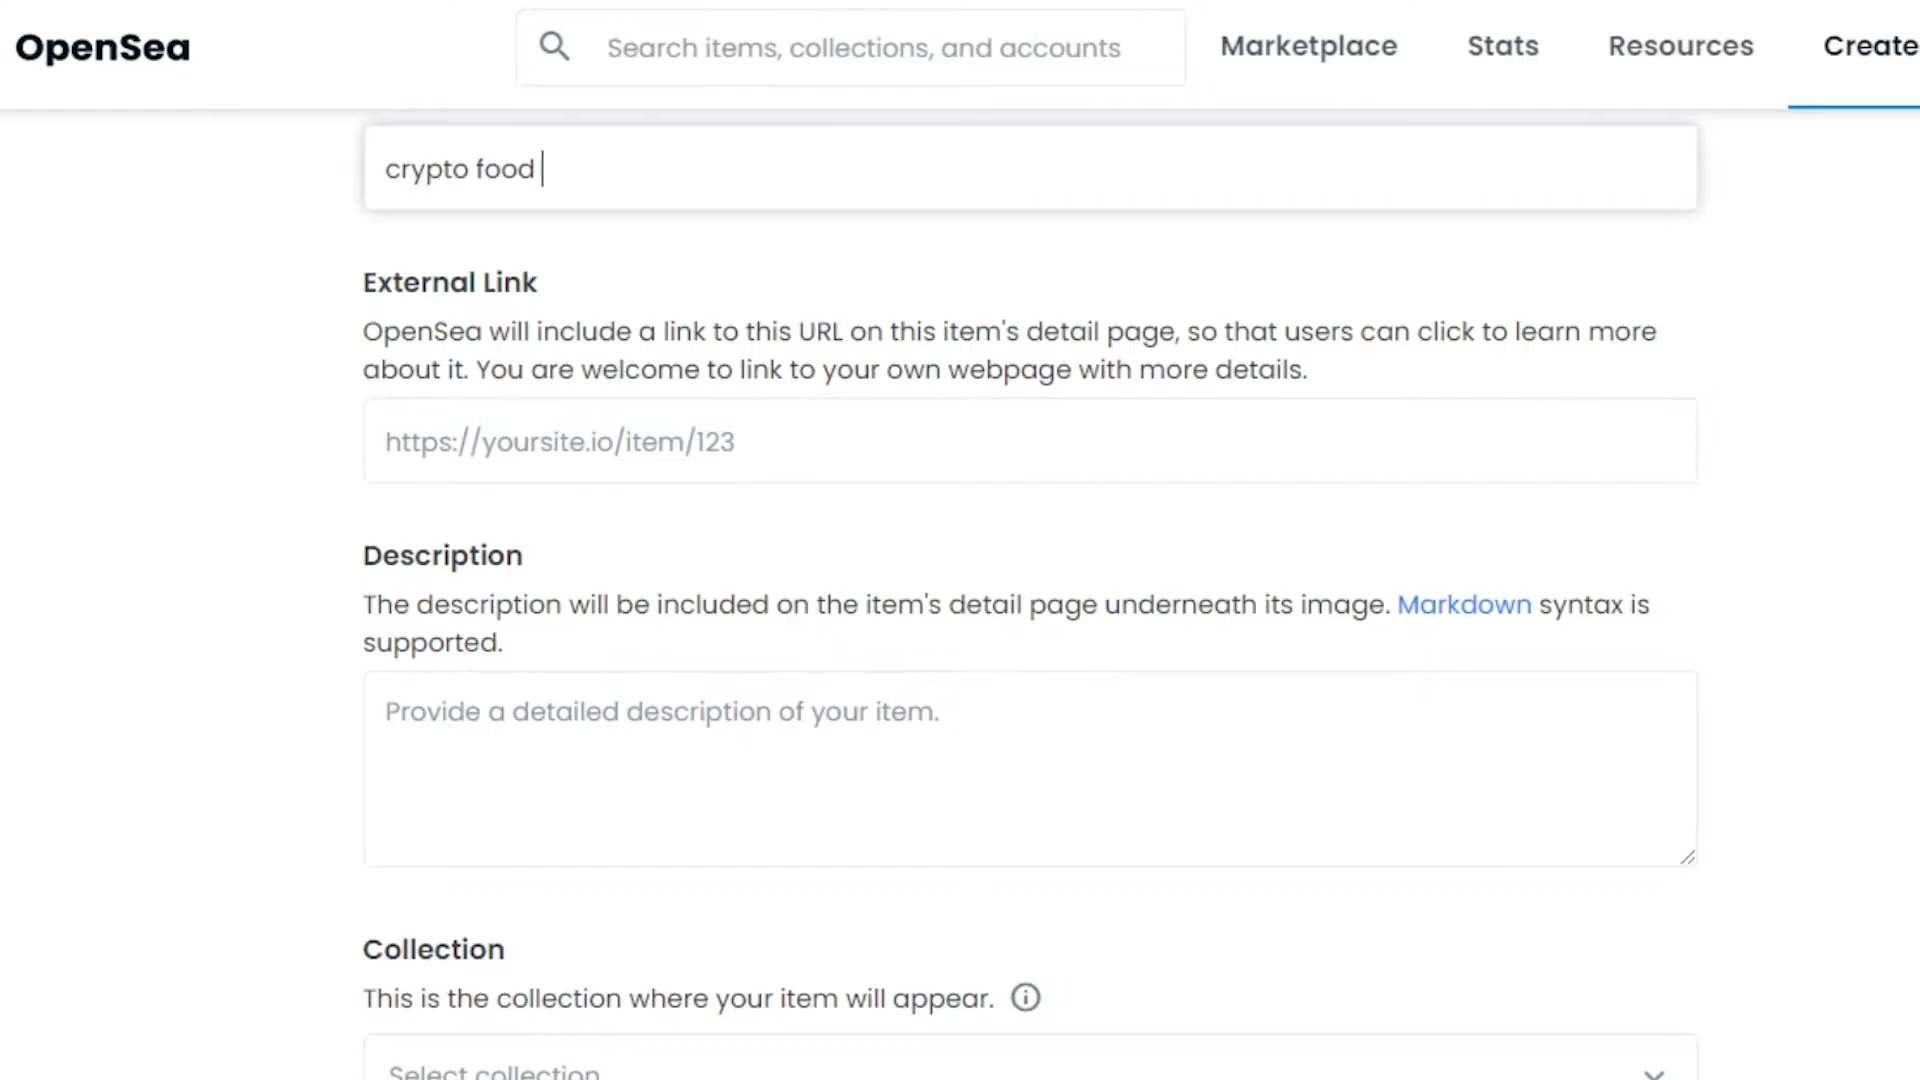 OpenSea
Search items, collections, and accounts
Marketplace
Stats
Resources
Create
crypto food
External Link
OpenSea will include a link to this URL on this item's detail page, so that users can click to learn more
about it. You are welcome to link to your own webpage with more details.
https://yoursite.io/item/123
Description
The description will be included on the item's detail page underneath its image. Markdown syntax is
supported.
Provide a detailed description of your item.
Collection
This is the collection where your item will appear.
Select collection